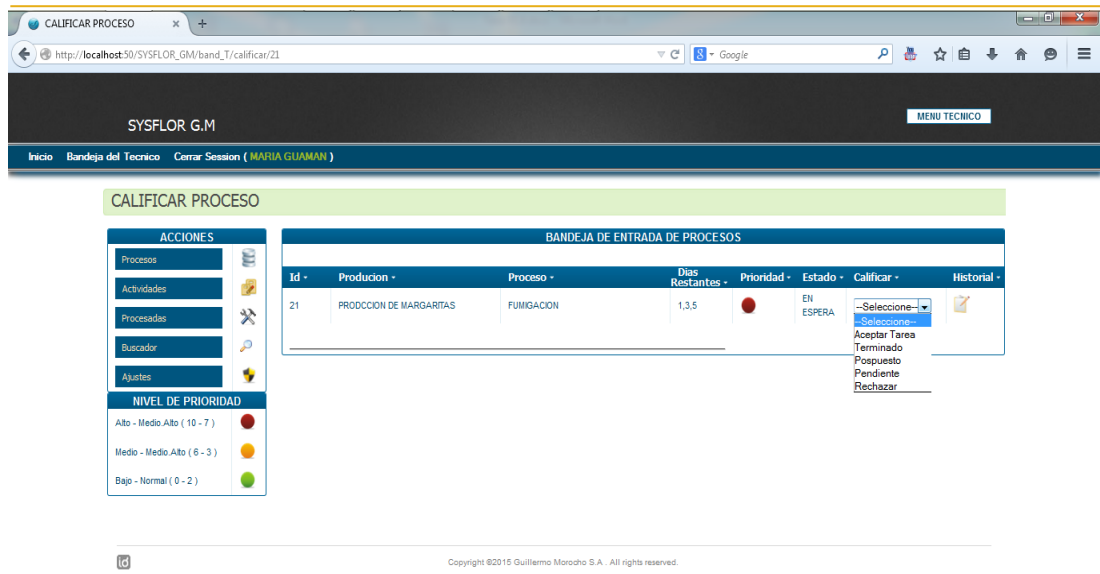 CALIFICAR PROCESO
http://localhost:50/SYSFLOR_GM/band_T/calificar/21
Google
SYSFLOR G.M
MENU TECNICO
Inicio Bandeja del Tecnico Cerrar Session ( MARIA GUAMAN )
CALIFICAR PROCESO
ACCIONES
Procesos
Actividades
Procesadas
Buscador
Ajustes
NIVEL DE PRIORIDAD
Alto - Medio.Alto ( 10 - 7 )
Medio - Medio.Alto ( 6 - 3 )
Bajo - Normal ( 0 - 2 )
BANDEJA DE ENTRADA DE PROCESOS
Id Producion Proceso Dias Restantes Prioridad Estado Calificar Historial
21 PRODCCION DE MARGARITAS FUMIGACION 1,3,5 EN ESPERA --Seleccione--
--Seleccione--
Aceptar Tarea
Terminado
Pospuesto
Pendiente
Rechazar
Copyright ©2015 Guillermo Morocho S.A . All rights reserved.